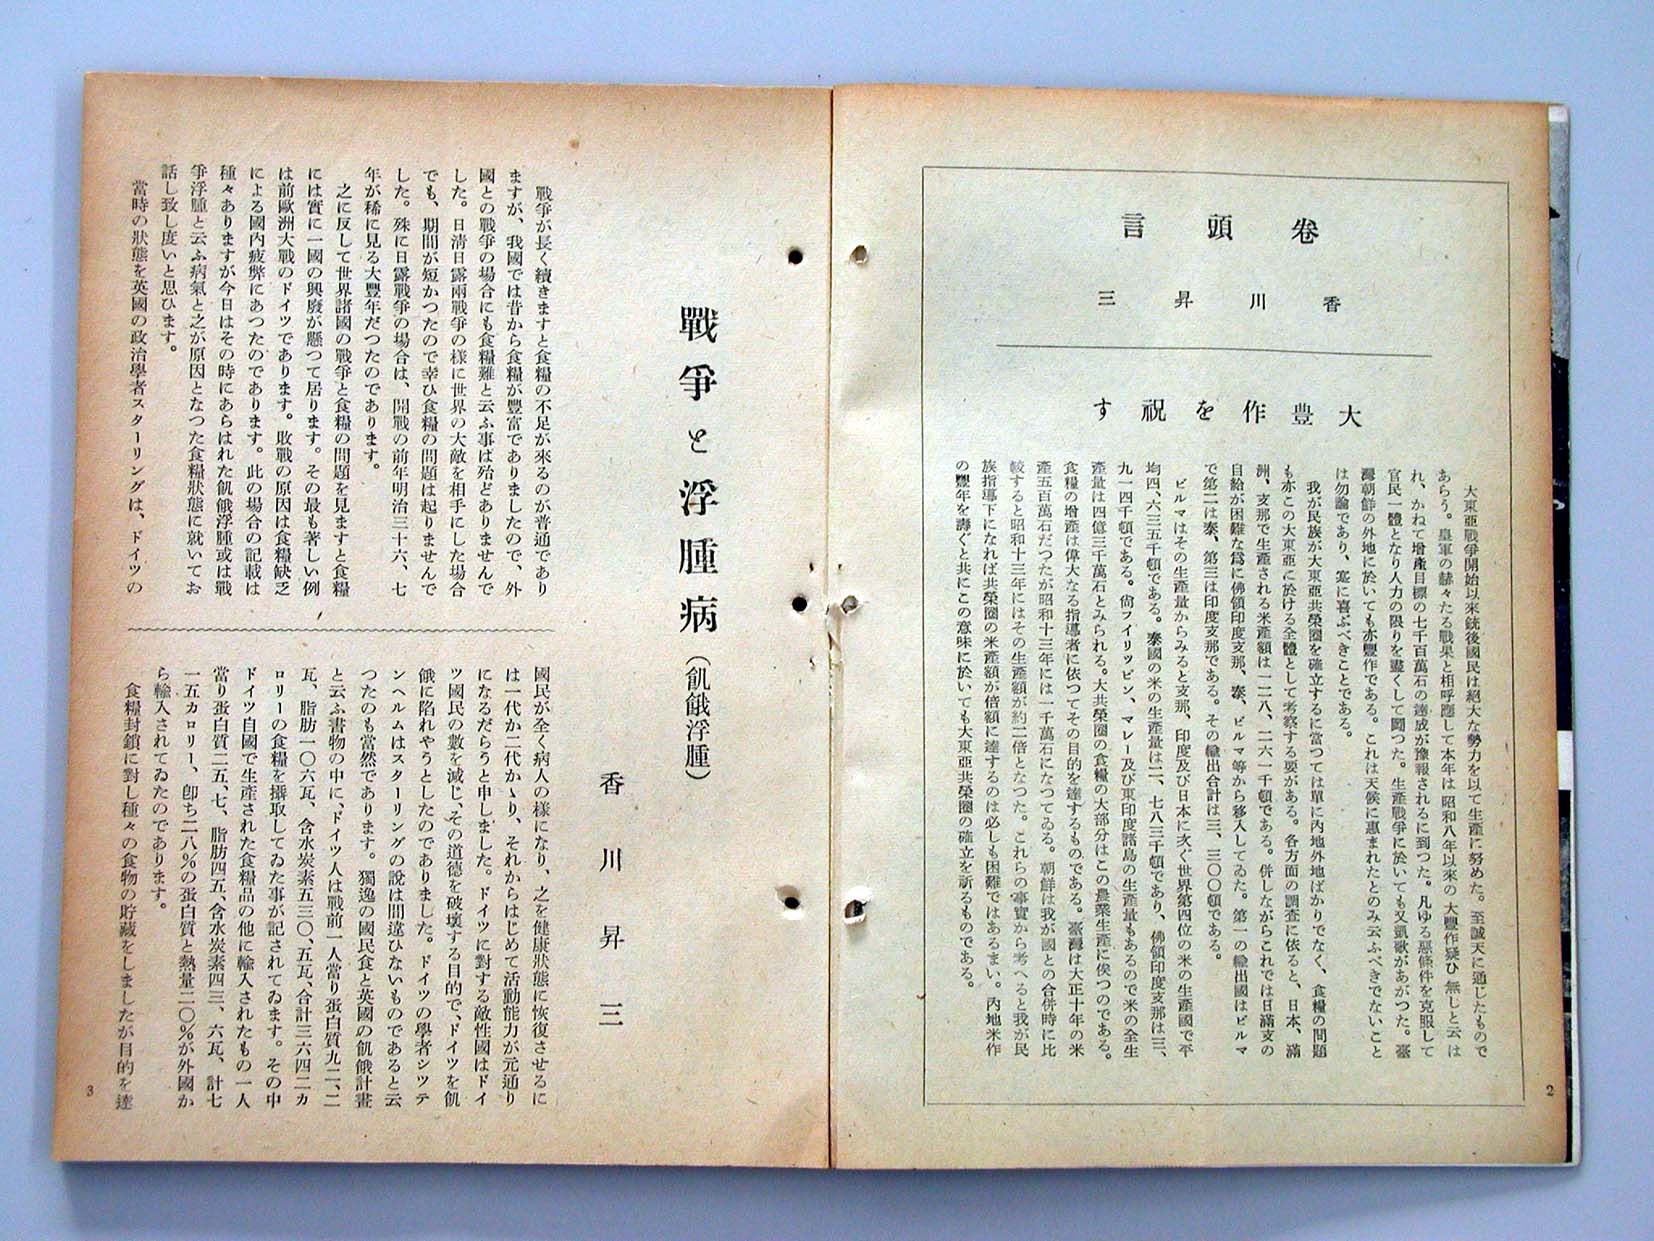 卷頭言
香川昇三
大豊作を祝す
大東亞戰爭開始以來銃後國民は絕大な勢力を以て生產に努めた。至誠天に通じたもので
あらう。皇軍の赫々たる戰果と相呼應して本年は昭和八年以來の大豐作疑ひ無しと云は
れ、かねて增產目標の七千百萬石の達成が豫報されるに到つた。凡ゆる惡條件を克服して
官民一體となり人力の限りを盡くして鬪つた。生產戰爭に於いても又凱歌があがつた。臺
灣朝鮮の外地に於いても亦豐作である。これは天候に惠まれたとのみ云ふべきでないこと
は勿論であり、寔に喜ぶべきことである。
我が民族が大東亞共榮圈を確立するに當つては單に內地外地ばかりでなく、食糧の問題
も亦この大東亞に於ける全體として考察する要がある。各方面の調査に依ると、日本、滿
洲、支那で生產される米產額は一二八、二六一千頓である。併しながらこれでは日滿支の
自給が困難な爲に佛領印度支那、泰、ビルマ等から移入してゐた。第一の輸出國はビルマ
で第二は泰、第三は印度支那である。その輸出合計は三、三〇〇頓である。
ビルマはその生產量からみると支那、印度及び日本に次ぐ世界第四位の米の生產國で平
均四、六三五千頓である。泰國の米の生產量は二、七八三千頓であり、佛領印度支那は三、
九一四千頓である。尙フイリツピン、マレー及び東印度諸島の生產量もあるので米の全生
產量は四億三千萬石とみられる。大共榮圈の食糧の大部分はこの農業生產に俟つのである。
食糧の增產は偉大なる指導者に依つてその目的を達するものである。臺灣は大正十年の米
產五百萬石だつたが昭和十三年には一千萬石になつてゐる。朝鮮は我が國との合併時に比
較すると昭和十三年にはその生產額が約二倍となつた。これらの事實から考へると我が民
族指導下になれば共榮圈の米產額が倍額に達するのは必しも困難ではあるまい。內地米作
の豐年を壽ぐと共にこの意味に於いても大東亞共榮圈の確立を祈るものである。
2
戰爭と浮腫病（飢餓浮腫）
香川昇三
戰爭が長く續きますと食糧の不足が來るのが普通であり
ますが、我國では昔から食糧が豐富でありましたので、外
國との戰爭の場合にも食糧難と云ふ事は殆どありませんで
した。日淸日露兩戰爭の樣に世界の大敵を相手にした場合
でも、期間が短かつたので幸ひ食糧の問題は起りませんで
した。殊に日露戰爭の場合は、開戰の前年明治三十六、七
年が稀に見る大豐年だつたのであります。
之に反して世界諸國の戰爭と食糧の問題を見ますと食糧
には實に一國の興廢が懸つて居ります。その最も著しい例
は前歐洲大戰のドイツであります。敗戰の原因は食糧缺乏
による國內疲弊にあつたのであります。此の場合の記載は
種々ありますが今日はその時にあらはれた飢餓浮腫或は戰
爭浮腫と云ふ病氣と之が原因となつた食糧狀態に就いてお
話し致し度いと思ひます。
當時の狀態を英國の政治學者スターリングは、ドイツの
國民が全く病人の樣になり、之を健康狀態に恢復させるに
は一代か二代かゝり、それからはじめて活動能力が元通り
になるだらうと申しました。ドイツに對する敵性國はドイ
ツ國民の數を減じ、その道德を破壞する目的で、ドイツを飢
餓に陷れやうとしたのでありました。ドイツの學者シツテ
ンヘルムはスターリングの說は間違ひないものであると云
つたのも當然であります。獨逸の國民食と英國の飢餓計畫
と云ふ書物の中に、ドイツ人は戰前一人當り蛋白質九二、二
瓦、脂肪一〇六瓦、含水炭素五三〇、五瓦、合計三六四二カ
ロリーの食糧を攝取してゐた事が記されてゐます。その中
ドイツ自國で生產された食糧品の他に輸入されたもの一人
當り蛋白質二五、七、脂肪四五、含水炭素四三、六瓦、計七
一五カロリー、卽ち二八％の蛋白質と熱量二〇％が外國か
ら輸入されてゐたのであります。
食糧封鎖に對し種々の食物の貯藏をしましたが目的を達
3